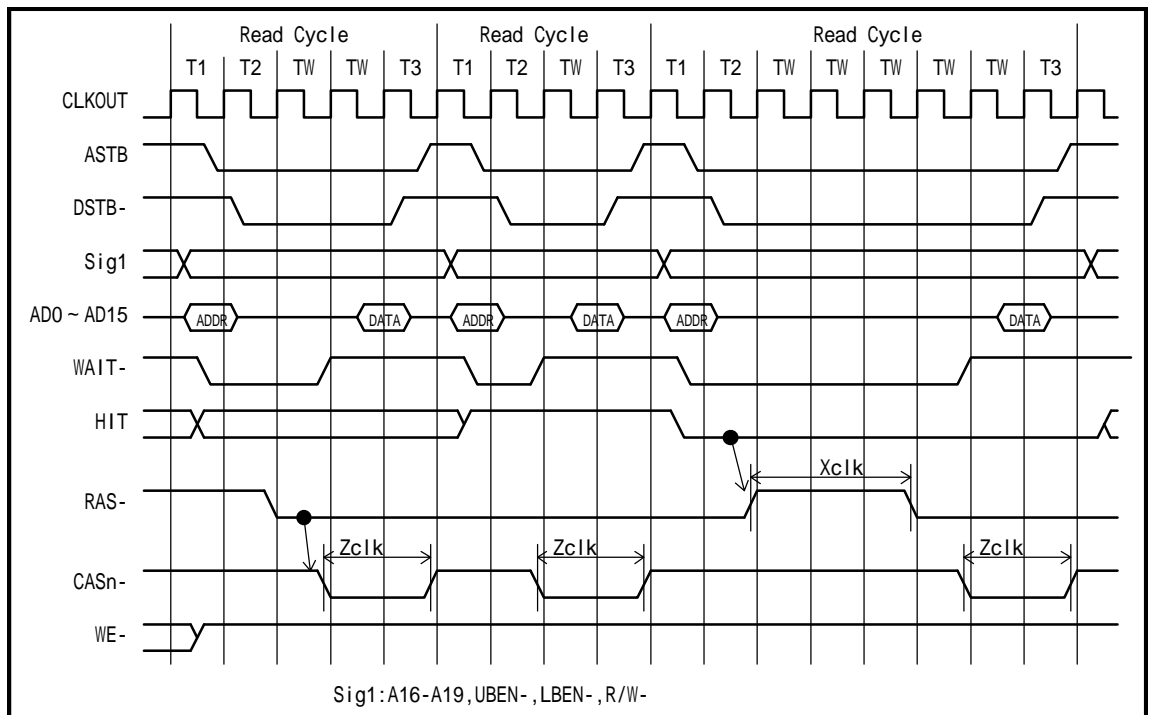 Read Cycle Read Cycle Read Cycle
T1 T2 TW TW T3 T1 T2 TW T3 T1 T2 TW TW TW TW TW T3
CLKOUT
ASTB
DSTB-
Sig1
AD0 ~ AD15 ADDR DATA ADDR DATA ADDR DATA
WAIT-
HIT
Xclk
RAS-
Zclk Zclk Zclk
CASn-
WE-
Sig1:A16-A19,UBEN-,LBEN-,R/W-